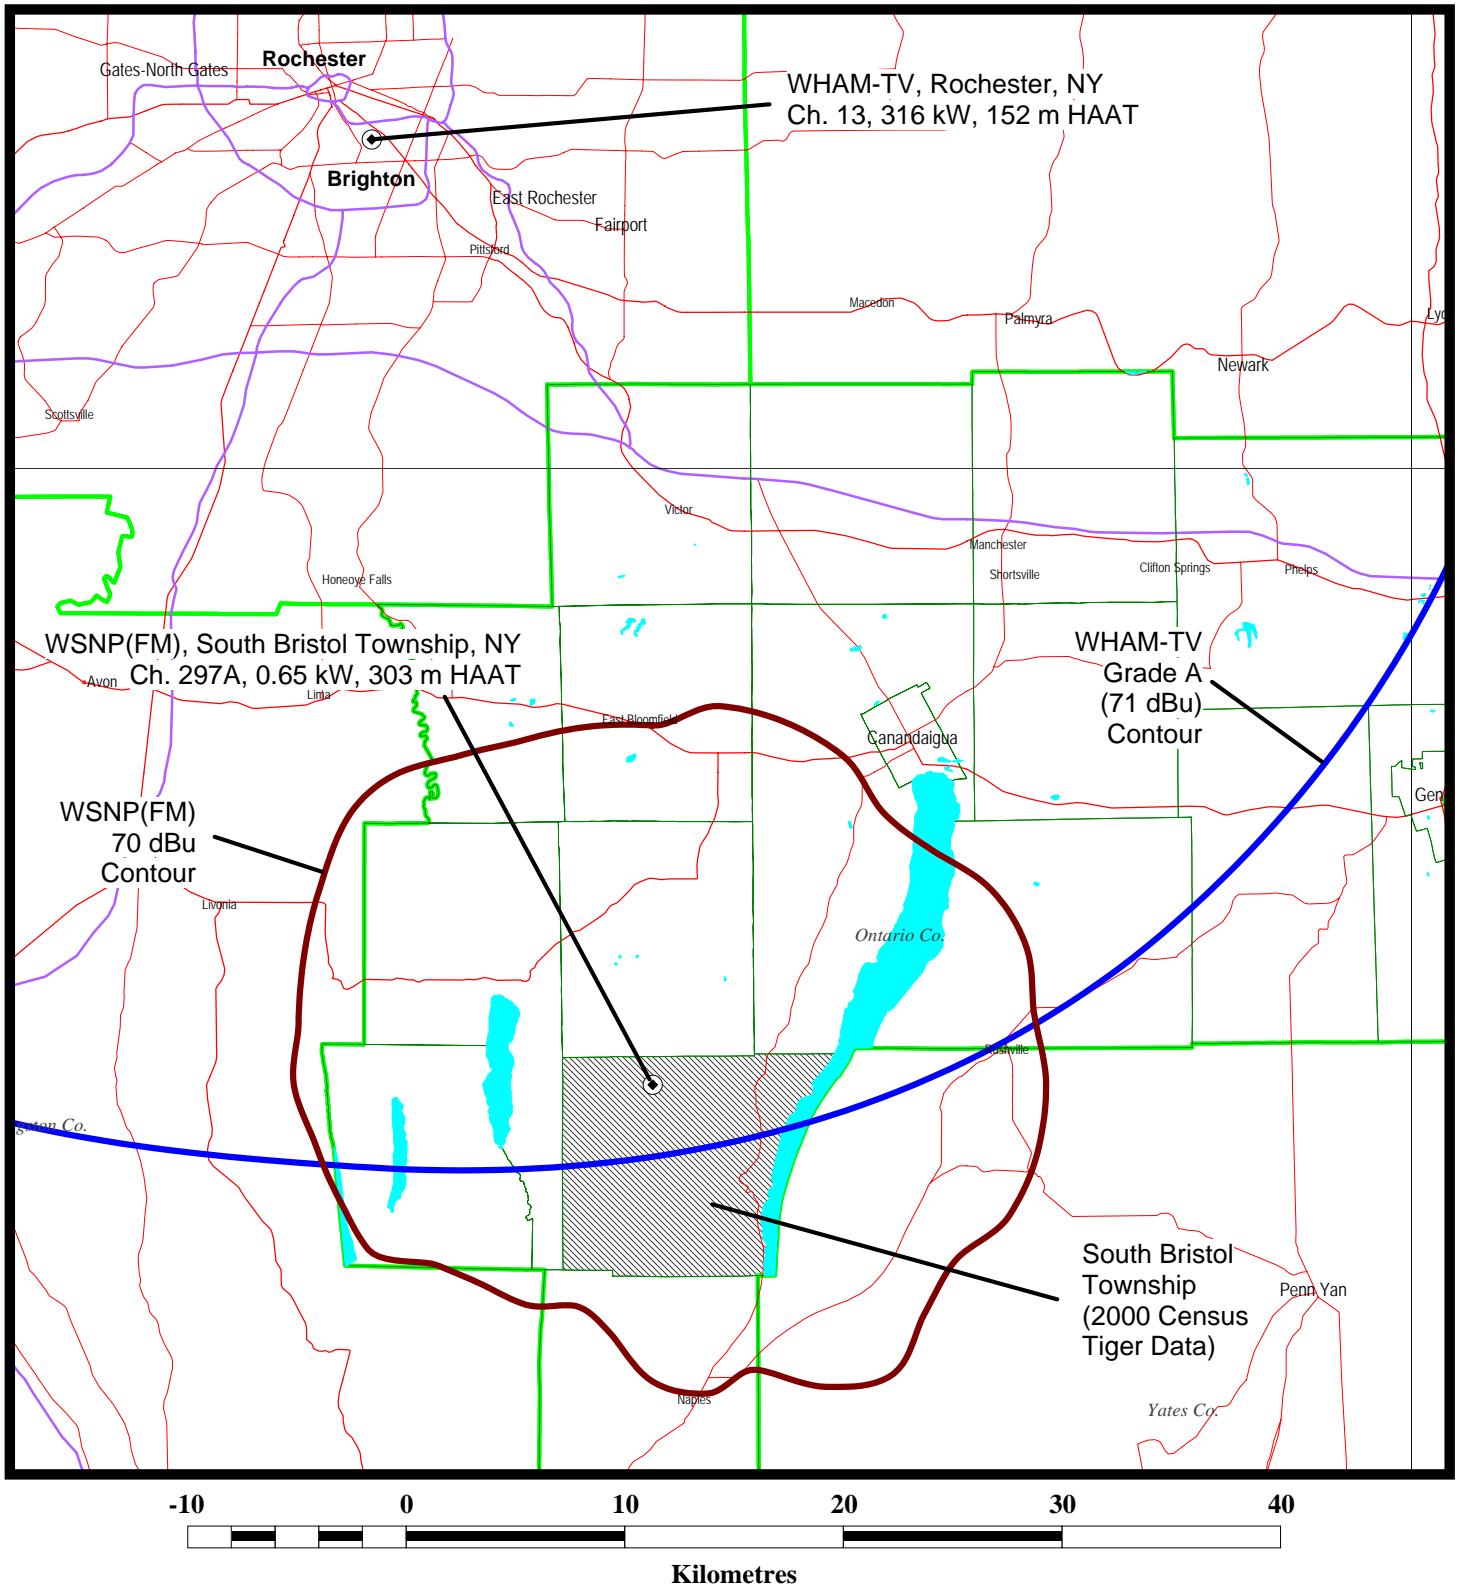 Rochester
Gates-North Gates
WHAM-TV, Rochester, NY
Ch. 13, 316 kW, 152 m HAAT
Brighton
East Rochester
Fairport
Pittsford
Macedon
Palmyra
Lyo
Newark
Scottsville
Victor
Manchester
Shortsville
Clifton Springs
Phelps
Honeoye Falls
WSNP(FM), South Bristol Township, NY
Ch. 297A, 0.65 kW, 303 m HAAT
Avon
Lima
WHAM-TV
Grade A
(71 dBu)
Contour
East Bloomfield
Canandaigua
Gen
WSNP(FM)
70 dBu
Contour
Livonia
Ontario Co.
Rushville
gston Co.
South Bristol
Township
(2000 Census
Tiger Data)
Penn Yan
Naples
Yates Co.
-10 0 10 20 30 40
Kilometres